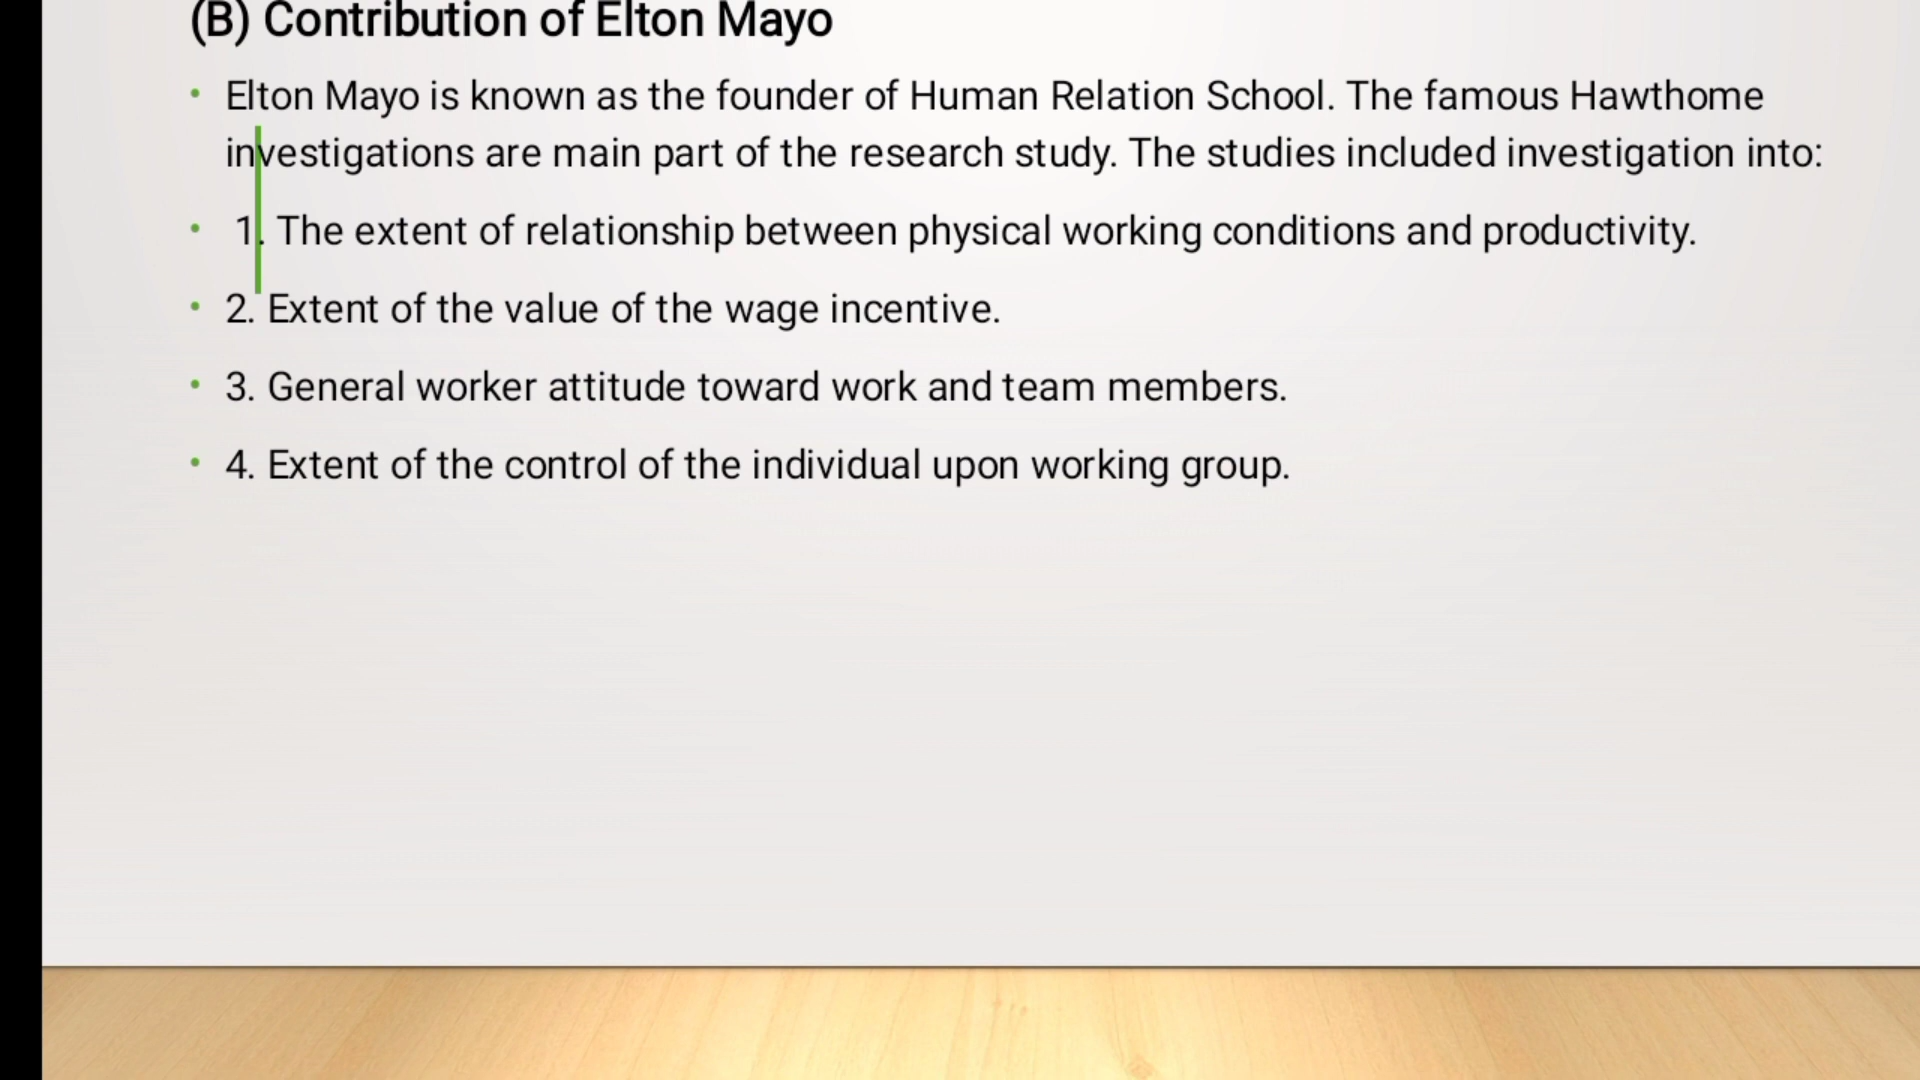 (B) Contribution of Elton Mayo
• Elton Mayo is known as the founder of Human Relation School. The famous Hawthome
investigations are main part of the research study. The studies included investigation into:
• 1. The extent of relationship between physical working conditions and productivity.
• 2. Extent of the value of the wage incentive.
• 3. General worker attitude toward work and team members.
• 4. Extent of the control of the individual upon working group.